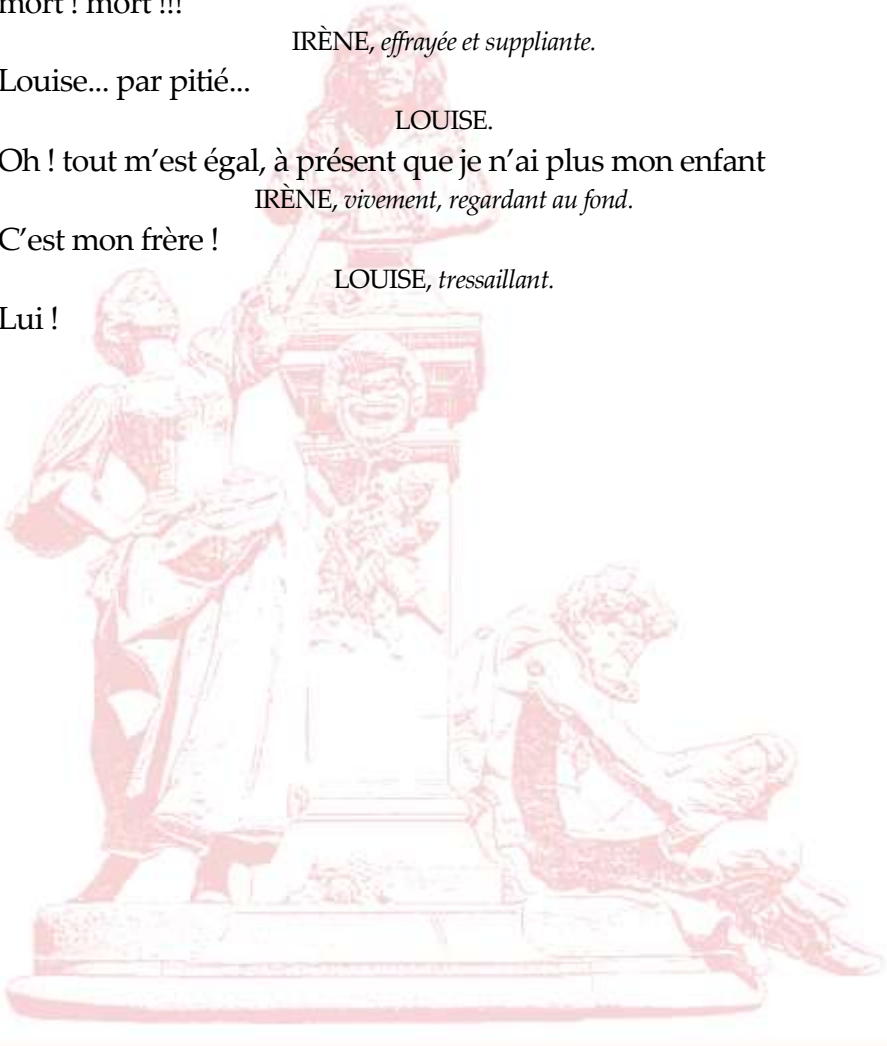 mort ! mort !!!
IRÈNE, effrayée et suppliante.
Louise... par pitié...
LOUISE.
Oh ! tout m’est égal, à présent que je n’ai plus mon enfant
IRÈNE, vivement, regardant au fond.
C’est mon frère !
LOUISE, tressaillant.
Lui !